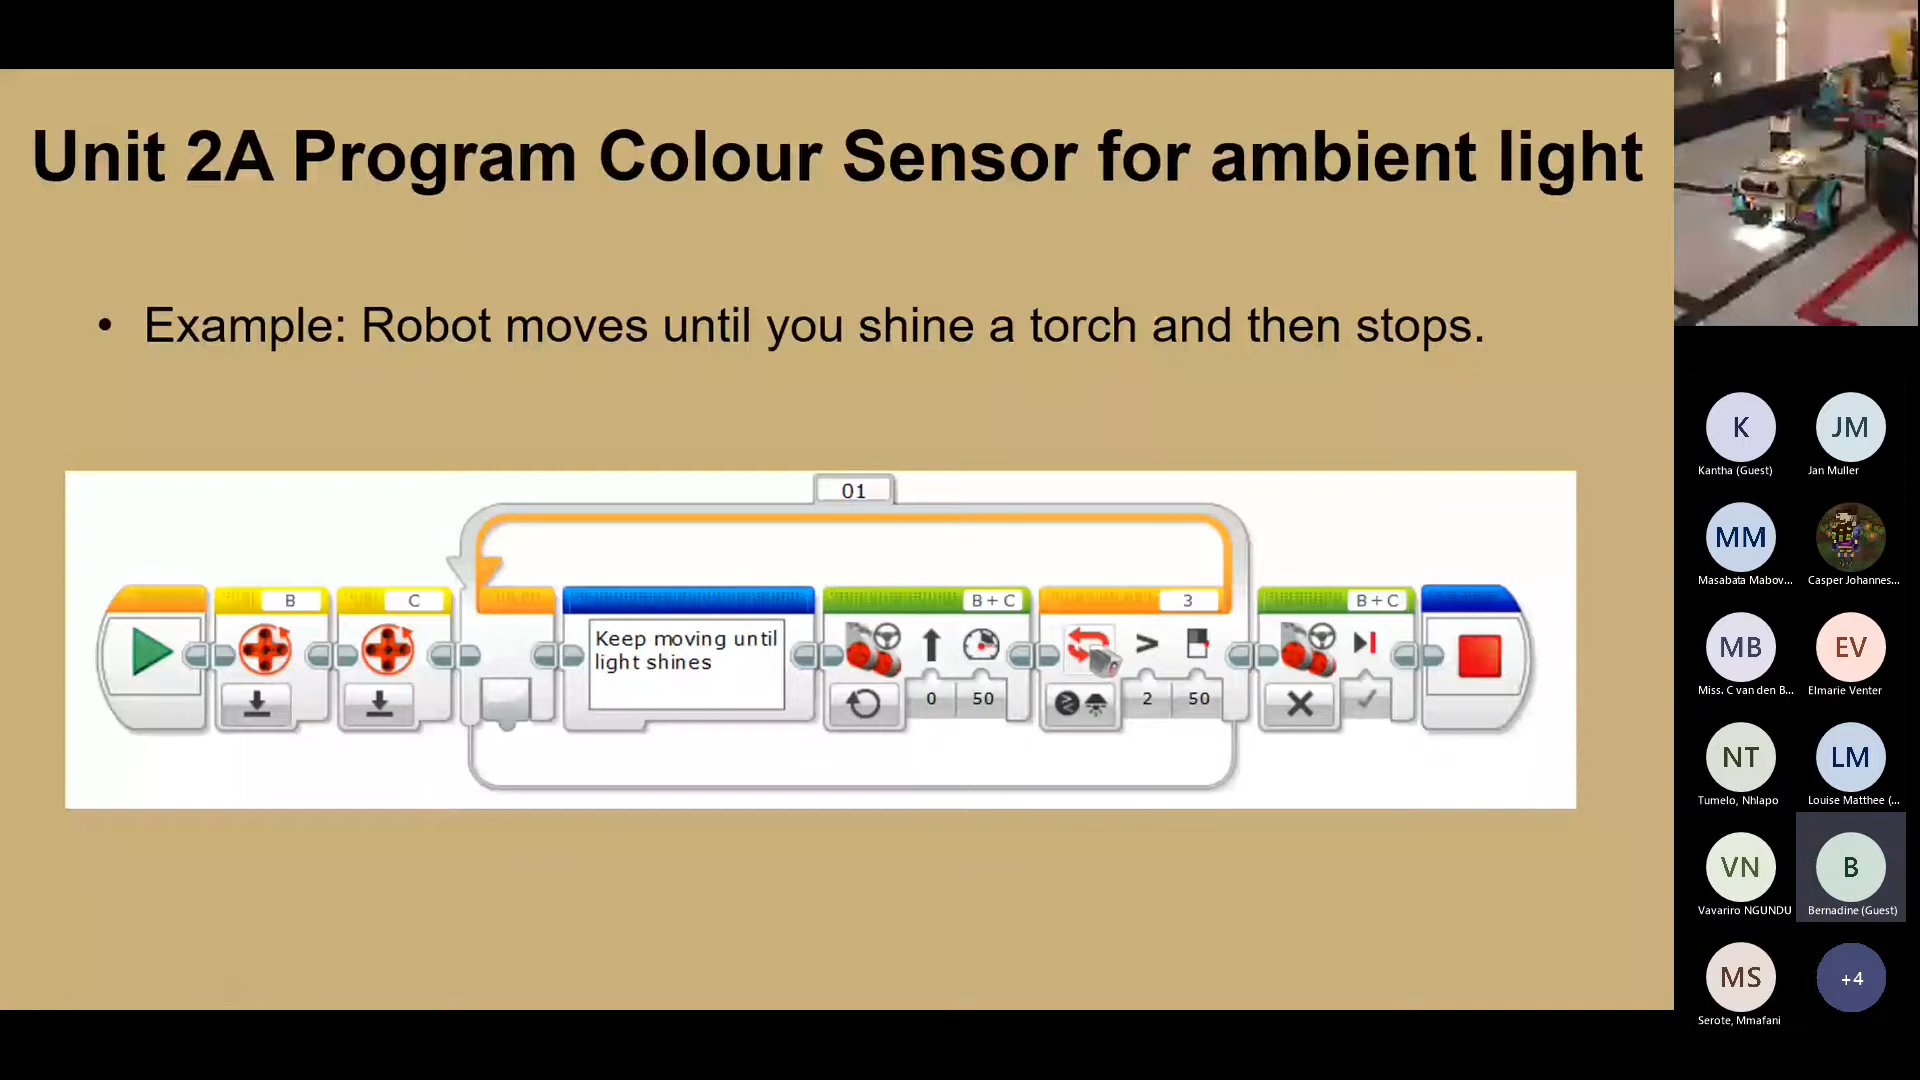 Unit 2A Program Colour Sensor for ambient light
• Example: Robot moves until you shine a torch and then stops.
01
B
C
B + C
3
B + C
Keep moving until
light shines
0
50
2
50
K
Kantha (Guest)
JM
Jan Muller
MM
Masabata Mabov...
Casper Johannes...
MB
Miss. C van den B...
EV
Elmarie Venter
NT
Tumelo, Nhlapo
LM
Louise Matthee (...
VN
Vavariro NGUNDU
B
Bernadine (Guest)
MS
Serote, Mmafani
+4